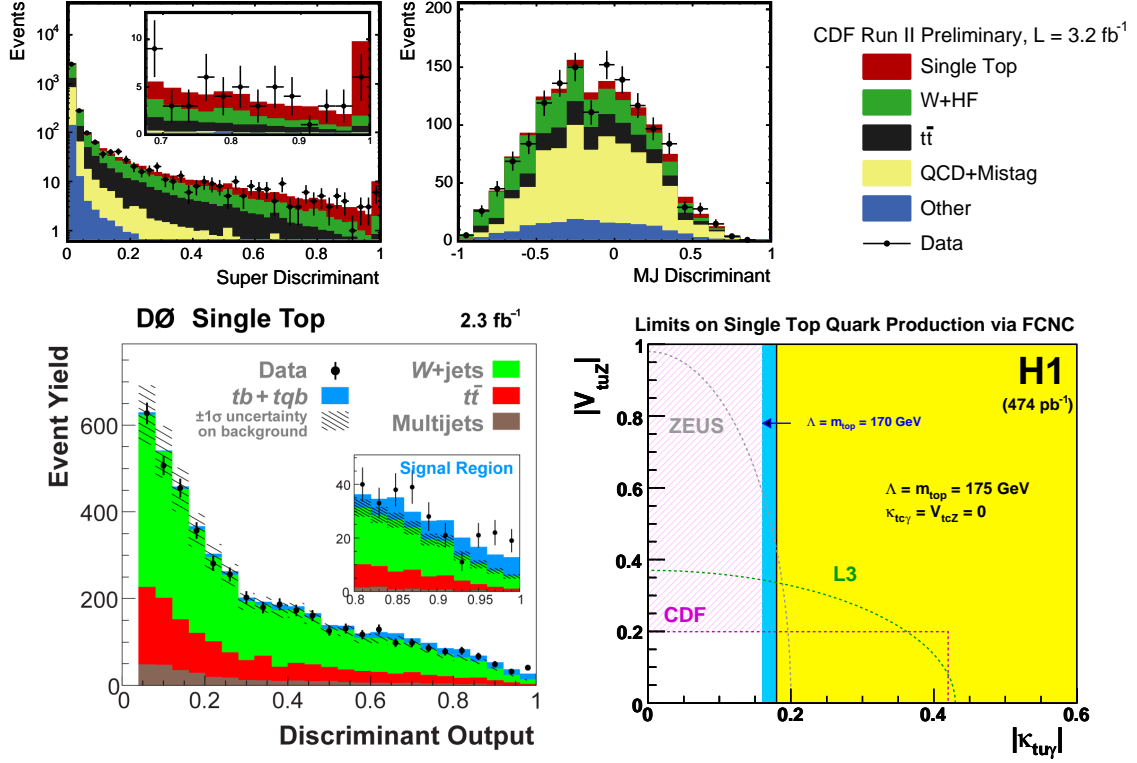 Events
10⁴
10³
10²
10
1
10
5
0
0.7
0.8
0.9
1
0
0.2
0.4
0.6
0.8
1
Super Discriminant
Events
200
150
100
50
0
-1
-0.5
0
0.5
1
MJ Discriminant
CDF Run II Preliminary, L = 3.2 fb⁻¹
Single Top
W+HF
tt̄
QCD+Mistag
Other
Data
DØ Single Top
2.3 fb⁻¹
Event Yield
600
400
200
0
Data
tb + tqb
±1σ uncertainty
on background
W+jets
tt̄
Multijets
Signal Region
40
20
0
0.8
0.85
0.9
0.95
1
0
0.2
0.4
0.6
0.8
1
Discriminant Output
Limits on Single Top Quark Production via FCNC
|V_tuZ|
1
0.8
0.6
0.4
0.2
0
H1
(474 pb⁻¹)
ZEUS
Λ = m_top = 170 GeV
Λ = m_top = 175 GeV
κ_tcγ = V_tcZ = 0
L3
CDF
0
0.2
0.4
0.6
|κ_tuγ|